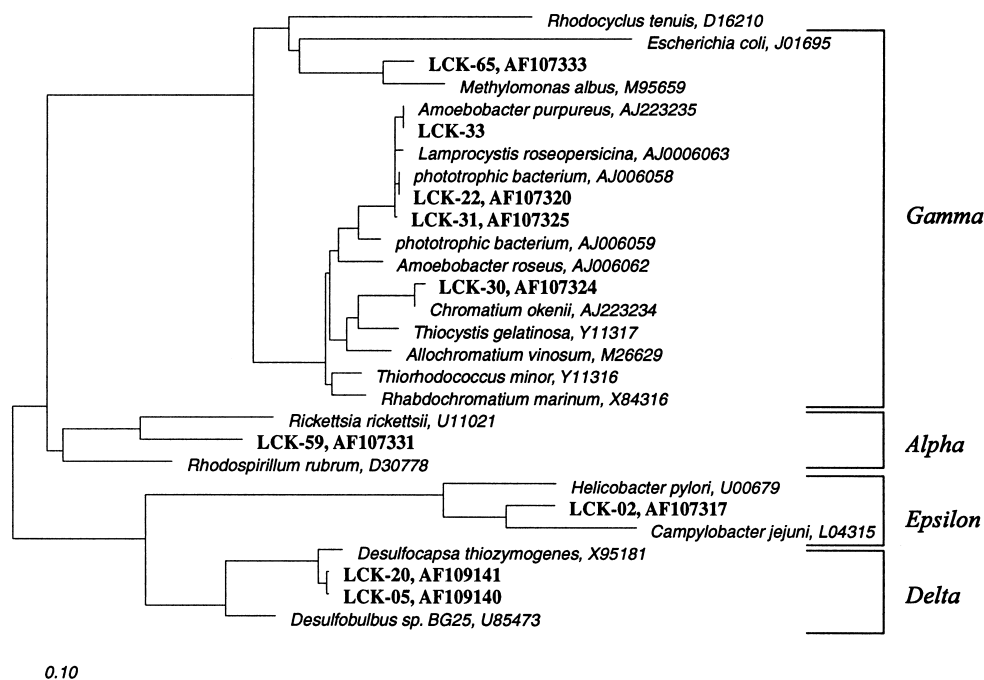 Rhodocyclus tenuis, D16210
Escherichia coli, J01695
LCK-65, AF107333
Methylomonas albus, M95659
Amoebobacter purpureus, AJ223235
LCK-33
Lamprocystis roseopersicina, AJ0006063
phototrophic bacterium, AJ006058
LCK-22, AF107320
LCK-31, AF107325
Gamma
phototrophic bacterium, AJ006059
Amoebobacter roseus, AJ006062
LCK-30, AF107324
Chromatium okenii, AJ223234
Thiocystis gelatinosa, Y11317
Allochromatium vinosum, M26629
Thiorhodococcus minor, Y11316
Rhabdochromatium marinum, X84316
Rickettsia rickettsii, U11021
LCK-59, AF107331
Alpha
Rhodospirillum rubrum, D30778
Helicobacter pylori, U00679
LCK-02, AF107317
Epsilon
Campylobacter jejuni, L04315
Desulfocapsa thiozymogenes, X95181
LCK-20, AF109141
LCK-05, AF109140
Delta
Desulfobulbus sp. BG25, U85473
0.10